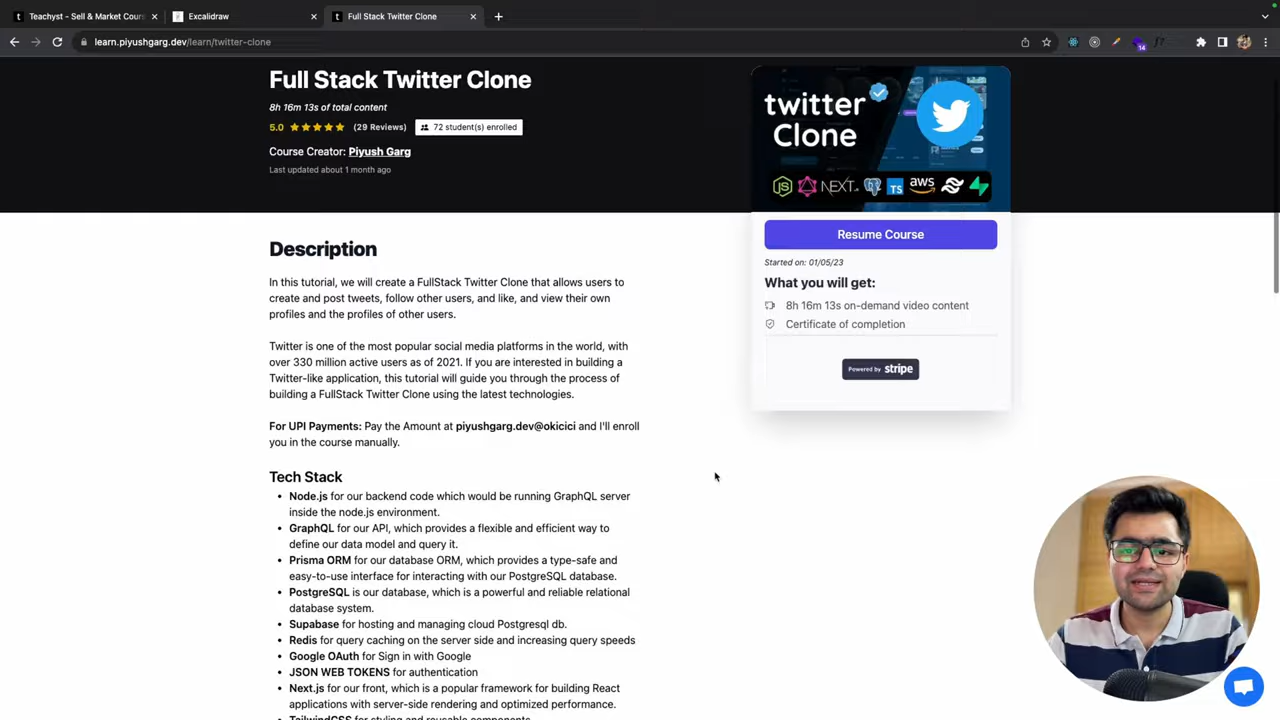 Teachyst - Sell & Market Cours
Excalidraw
Full Stack Twitter Clone
learn.piyushgarg.dev/learn/twitter-clone
14
Full Stack Twitter Clone
8h 16m 13s of total content
5.0 (29 Reviews) 72 student(s) enrolled
Course Creator: Piyush Garg
Last updated about 1 month ago
twitter
Clone
NEXT.
TS
aws
Resume Course
Started on: 01/05/23
What you will get:
8h 16m 13s on-demand video content
Certificate of completion
Powered by stripe
Description
In this tutorial, we will create a FullStack Twitter Clone that allows users to
create and post tweets, follow other users, and like, and view their own
profiles and the profiles of other users.
Twitter is one of the most popular social media platforms in the world, with
over 330 million active users as of 2021. If you are interested in building a
Twitter-like application, this tutorial will guide you through the process of
building a FullStack Twitter Clone using the latest technologies.
For UPI Payments: Pay the Amount at piyushgarg.dev@okicici and I'll enroll
you in the course manually.
Tech Stack
Node.js for our backend code which would be running GraphQL server
inside the node.js environment.
GraphQL for our API, which provides a flexible and efficient way to
define our data model and query it.
Prisma ORM for our database ORM, which provides a type-safe and
easy-to-use interface for interacting with our PostgreSQL database.
PostgreSQL is our database, which is a powerful and reliable relational
database system.
Supabase for hosting and managing cloud Postgresql db.
Redis for query caching on the server side and increasing query speeds
Google OAuth for Sign in with Google
JSON WEB TOKENS for authentication
Next.js for our front, which is a popular framework for building React
applications with server-side rendering and optimized performance.
TailwindCSS for styling and reusable components